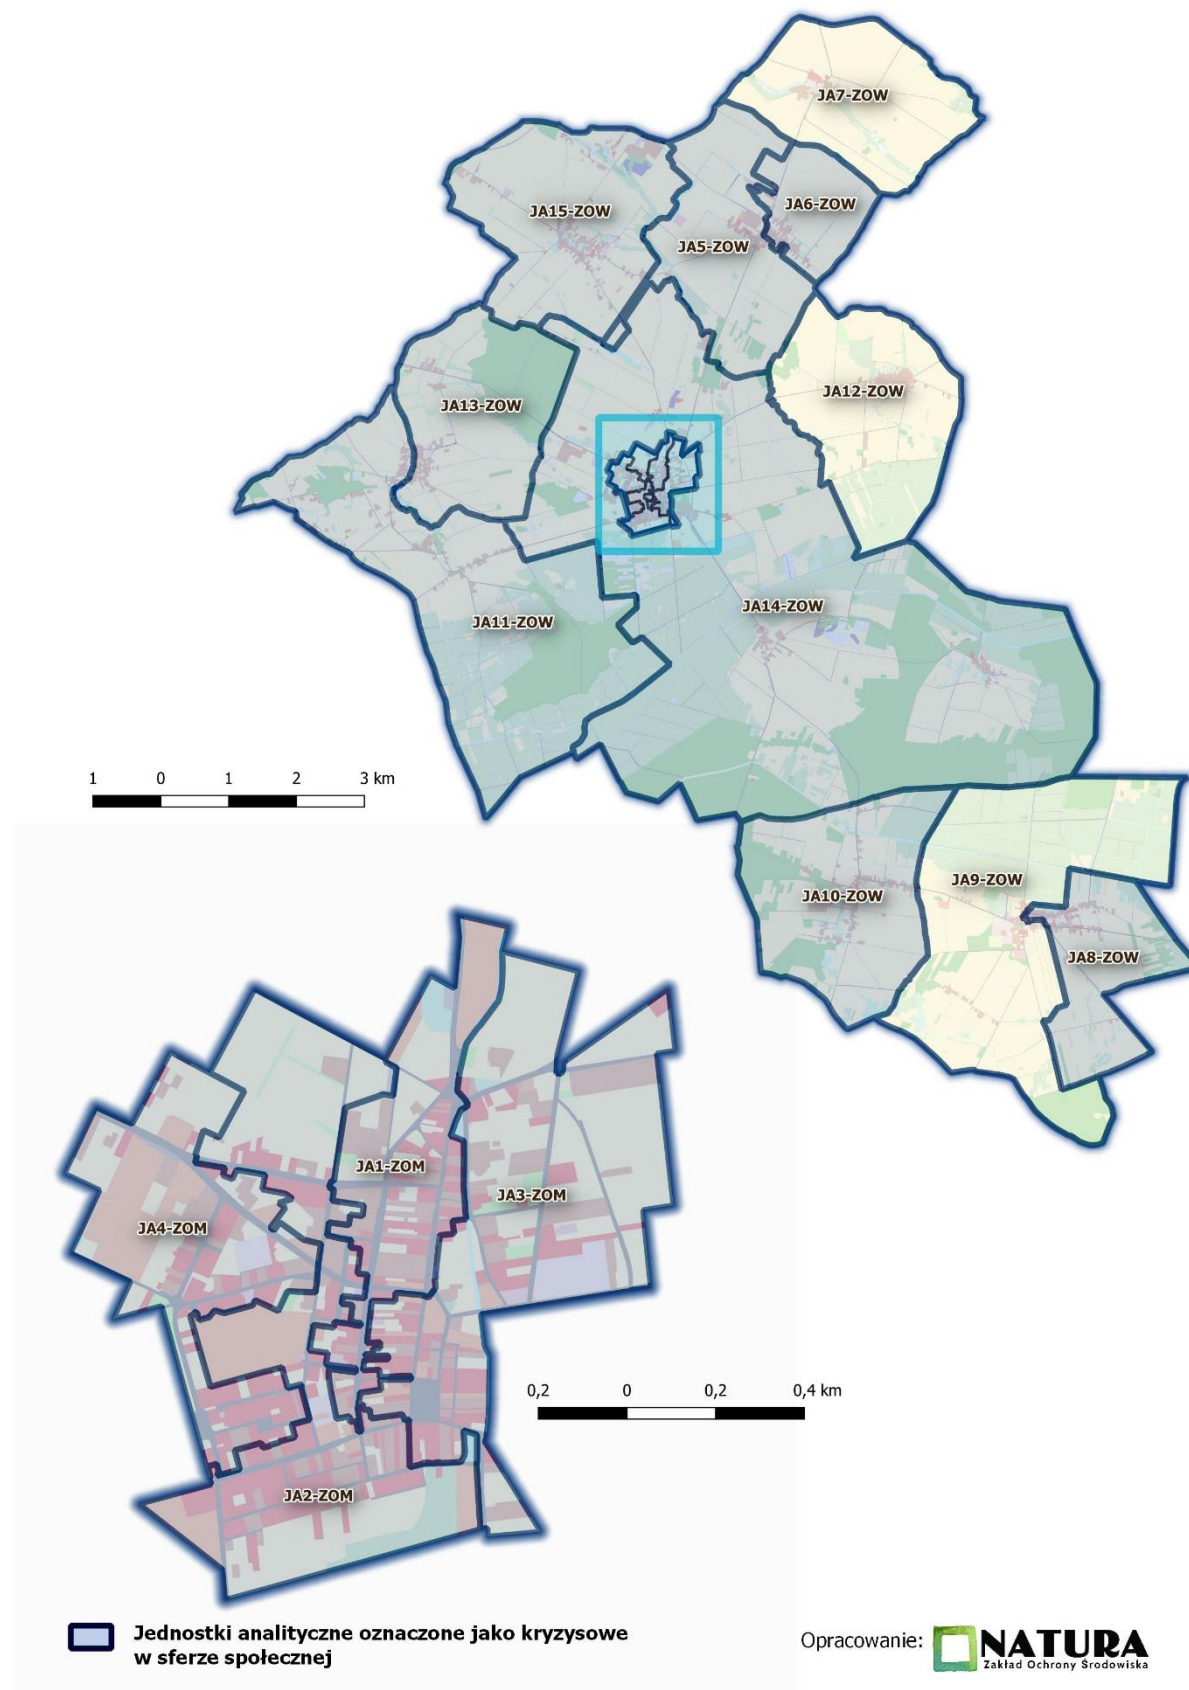 JA7-ZOW
JA6-ZOW
JA15-ZOW
JA5-ZOW
JA12-ZOW
JA13-ZOW
JA14-ZOW
JA11-ZOW
1 0 1 2 3 km
JA9-ZOW
JA10-ZOW
JA8-ZOW
JA1-ZOM
JA3-ZOM
JA4-ZOM
0,2 0 0,2 0,4 km
JA2-ZOM
Jednostki analityczne oznaczone jako kryzysowe
w sferze społecznej
Opracowanie:
NATURA
Zakład Ochrony Środowiska